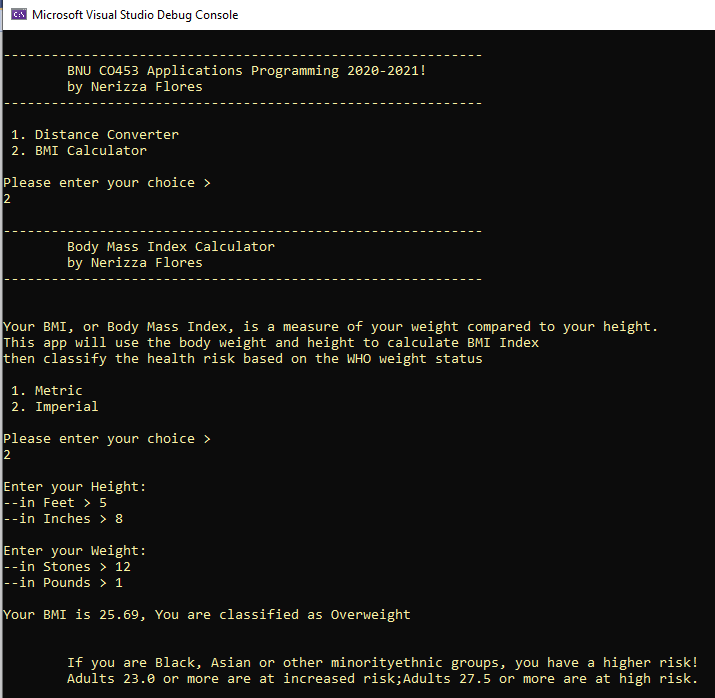 Microsoft Visual Studio Debug Console
------------------------------------------------------------
BNU CO453 Applications Programming 2020-2021!
by Nerizza Flores
------------------------------------------------------------
1. Distance Converter
2. BMI Calculator
Please enter your choice >
2
------------------------------------------------------------
Body Mass Index Calculator
by Nerizza Flores
------------------------------------------------------------
Your BMI, or Body Mass Index, is a measure of your weight compared to your height.
This app will use the body weight and height to calculate BMI Index
then classify the health risk based on the WHO weight status
1. Metric
2. Imperial
Please enter your choice >
2
Enter your Height:
--in Feet > 5
--in Inches > 8
Enter your Weight:
--in Stones > 12
--in Pounds > 1
Your BMI is 25.69, You are classified as Overweight
If you are Black, Asian or other minorityethnic groups, you have a higher risk!
Adults 23.0 or more are at increased risk;Adults 27.5 or more are at high risk.